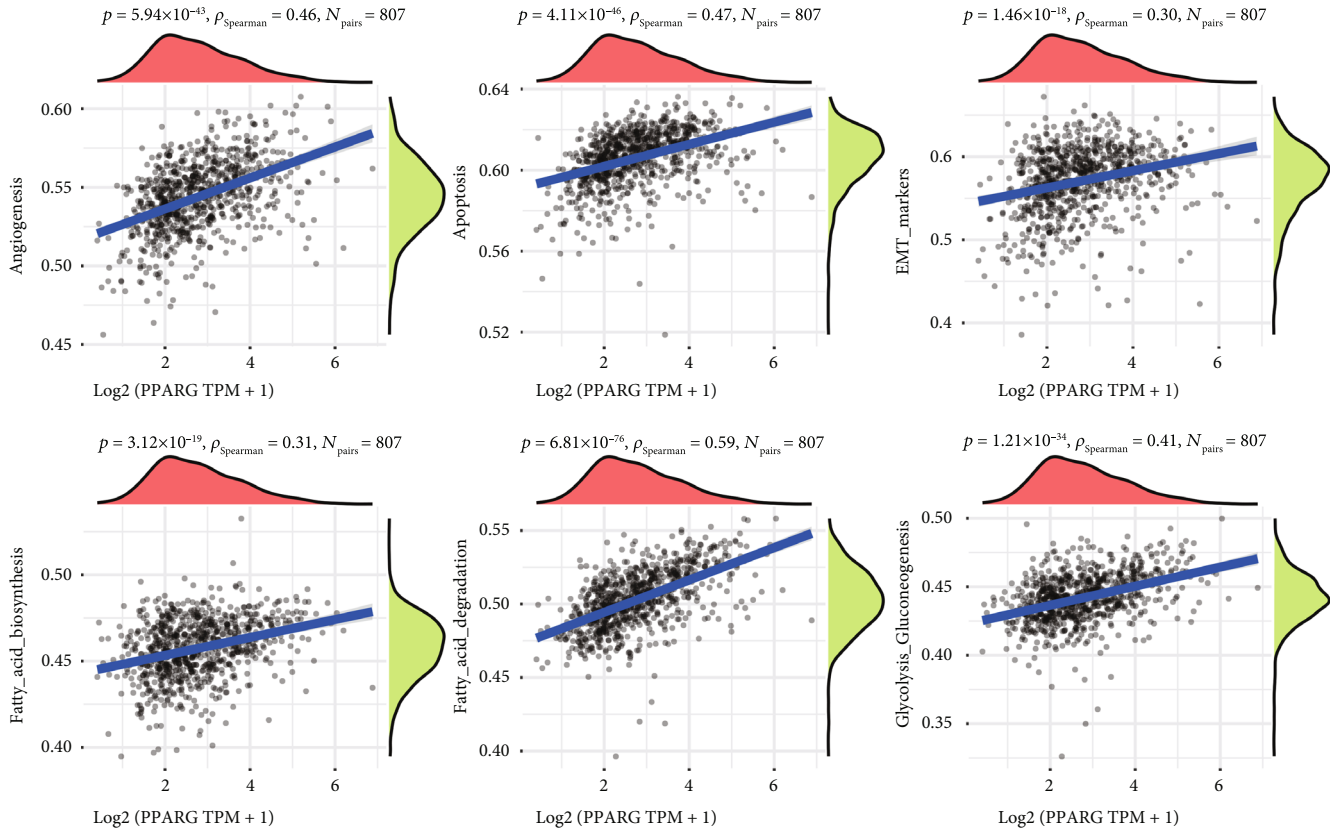 p = 5.94×10⁻⁴³, ρSpearman = 0.46, Npairs = 807
0.60
0.55
0.50
0.45
Angiogenesis
2 4 6
Log2 (PPARG TPM + 1)
p = 4.11×10⁻⁴⁶, ρSpearman = 0.47, Npairs = 807
0.64
0.60
0.56
0.52
Apoptosis
2 4 6
Log2 (PPARG TPM + 1)
p = 1.46×10⁻¹⁸, ρSpearman = 0.30, Npairs = 807
0.6
0.5
0.4
EMT_markers
2 4 6
Log2 (PPARG TPM + 1)
p = 3.12×10⁻¹⁹, ρSpearman = 0.31, Npairs = 807
0.50
0.45
0.40
Fatty_acid_biosynthesis
2 4 6
Log2 (PPARG TPM + 1)
p = 6.81×10⁻⁷⁶, ρSpearman = 0.59, Npairs = 807
0.55
0.50
0.45
0.40
Fatty_acid_degradation
2 4 6
Log2 (PPARG TPM + 1)
p = 1.21×10⁻³⁴, ρSpearman = 0.41, Npairs = 807
0.50
0.45
0.40
0.35
Glycolysis_Gluconeogenesis
2 4 6
Log2 (PPARG TPM + 1)